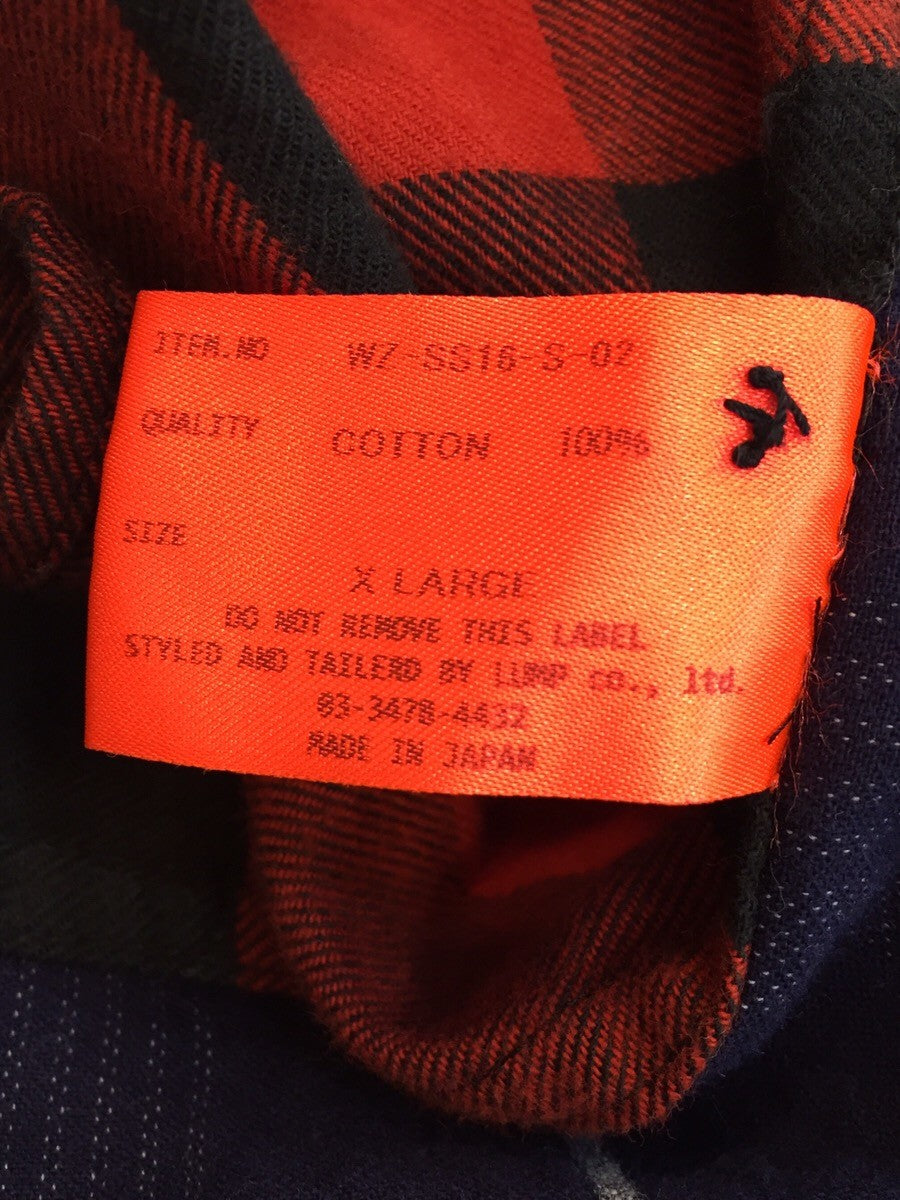 ITEM.NO W7-SS16-S-02
QUALITY COTTON 100%
SIZE
X LARGE
DO NOT REMOVE THIS LABEL
STYLED AND TAILERD BY LUMP co., ltd.
03-3478-4432
MADE IN JAPAN